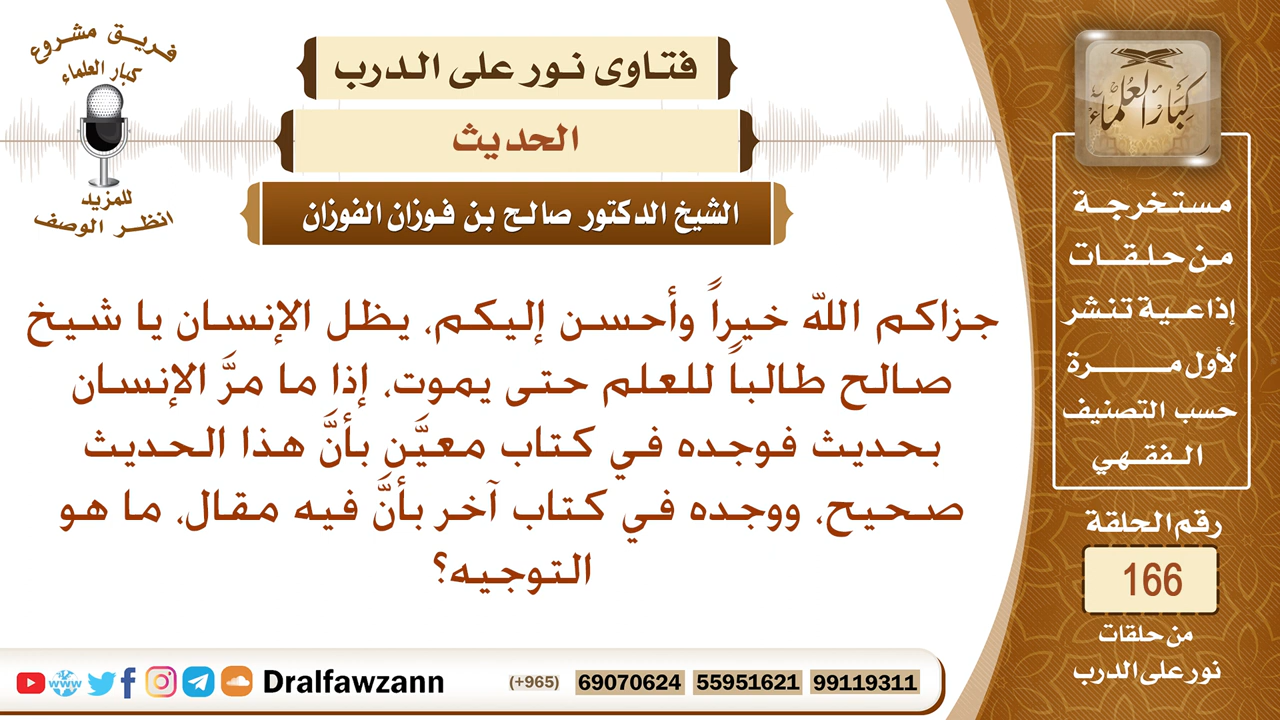 فريق مشروع
كبار العلماء
للمزيد
انظر الوصف
فتاوى نور على الدرب
الحديث
الشيخ الدكتور صالح بن فوزان الفوزان
جزاكم الله خيراً وأحسن إليكم، يظل الإنسان يا شيخ
صالح طالباً للعلم حتى يموت، إذا ما مرَّ الإنسان
بحديث فوجده في كتاب معيَّن بأنَّ هذا الحديث
صحيح، ووجده في كتاب آخر بأنَّ فيه مقال، ما هو
التوجيه؟
كبار العلماء
مستخرجة
من حلقات
إذاعية تنشر
لأول مرة
حسب التصنيف
الفقهي
رقم الحلقة
166
من حلقات
نور على الدرب
www Dralfawzann (+965) 69070624 55951621 99119311